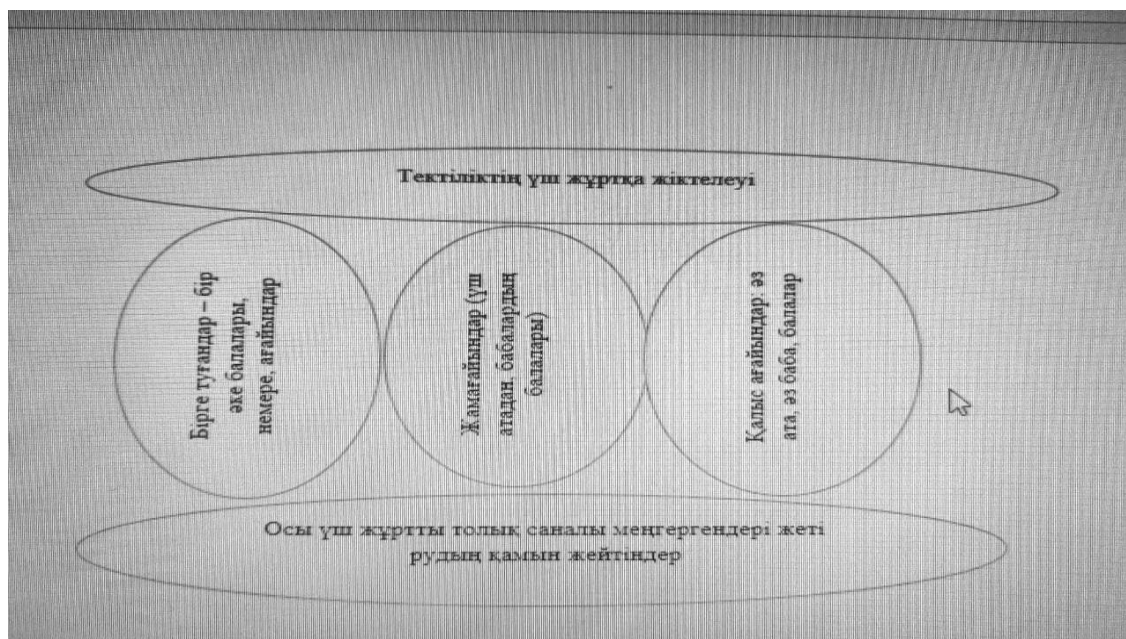 Тектіліктің үш жұртқа жіктелеуі
Бірге туғандар – бір
әке балалары,
немере, ағайындар
Жамағайындар (үш
атадан. бабалардың
балалары)
Қалыс ағайындар: әз
ата, әз баба, балалар
Осы үш жұртты толық саналы меңгергендері жеті
рудың қамын жейтіндер